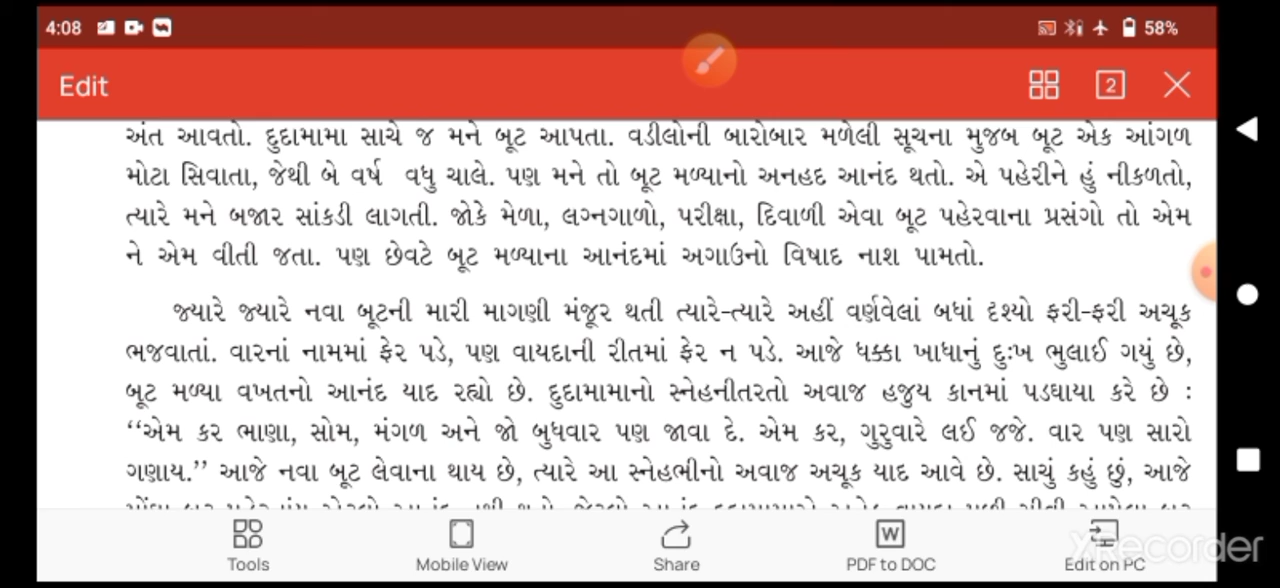 4:08
58%
Edit
2
અંત આવતો. દુદામામા સાચે જ મને બૂટ આપતા. વડીલોની બારોબાર મળેલી સૂચના મુજબ બૂટ એક આંગળ
મોટા સિવાતા, જેથી બે વર્ષ વધુ ચાલે. પણ મને તો બૂટ મળ્યાનો અનહદ આનંદ થતો. એ પહેરીને હું નીકળતો,
ત્યારે મને બજાર સાંકડી લાગતી. જોકે મેળા, લગ્નગાળો, પરીક્ષા, દિવાળી એવા બૂટ પહેરવાના પ્રસંગો તો એમ
ને એમ વીતી જતા. પણ છેવટે બૂટ મળ્યાના આનંદમાં અગાઉનો વિષાદ નાશ પામતો.
જ્યારે જ્યારે નવા બૂટની મારી માગણી મંજૂર થતી ત્યારે-ત્યારે અહીં વર્ણવેલાં બધાં દૃશ્યો ફરી-ફરી અચૂક
ભજવાતાં. વારનાં નામમાં ફેર પડે, પણ વાયદાની રીતમાં ફેર ન પડે. આજે ધક્કા ખાધાનું દુઃખ ભુલાઈ ગયું છે,
બૂટ મળ્યા વખતનો આનંદ યાદ રહ્યો છે. દુદામામાનો સ્નેહનીતરતો અવાજ હજુય કાનમાં પડઘાયા કરે છે :
“એમ કર ભાણા, સોમ, મંગળ અને જો બુધવાર પણ જાવા દે. એમ કર, ગુરુવારે લઈ જજે. વાર પણ સારો
ગણાય.” આજે નવા બૂટ લેવાના થાય છે, ત્યારે આ સ્નેહભીનો અવાજ અચૂક યાદ આવે છે. સાચું કહું છું, આજે
Tools
Mobile View
Share
W
PDF to DOC
Edit on PC
XRecorder